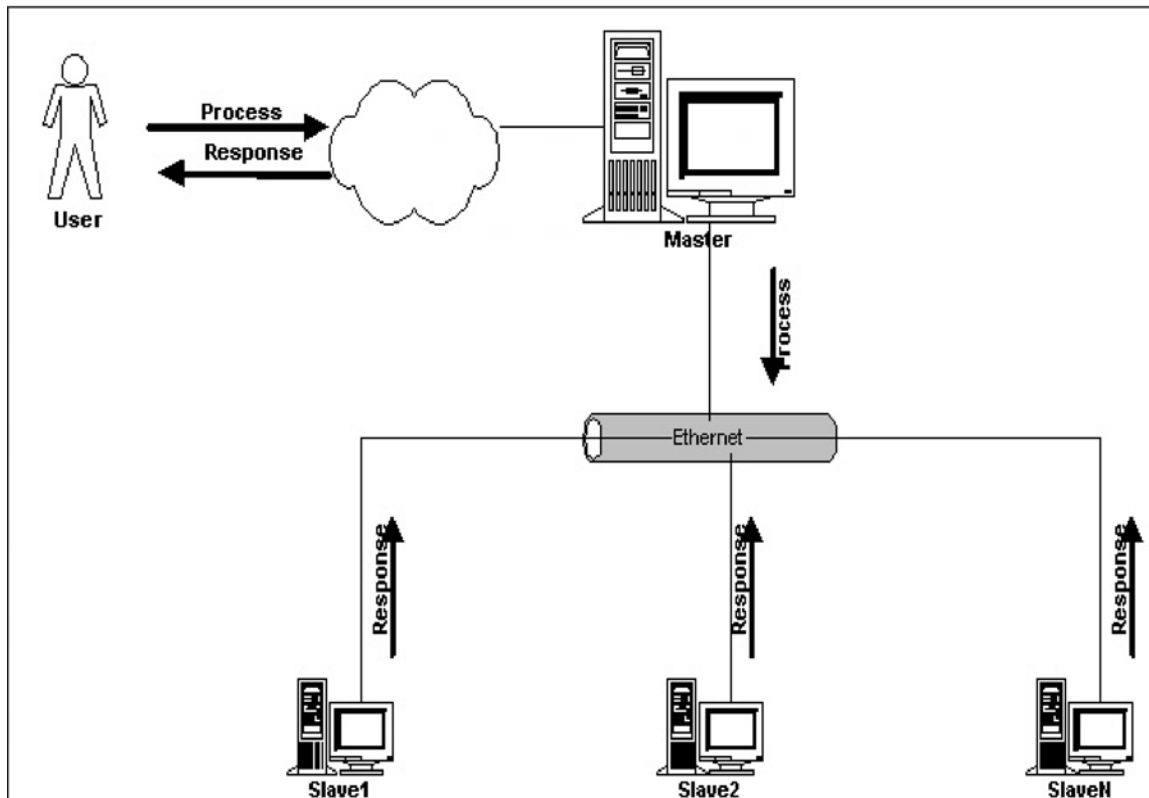 Process
Response
User
Master
Process
Ethernet
Response
Response
Response
Slave1
Slave2
SlaveN